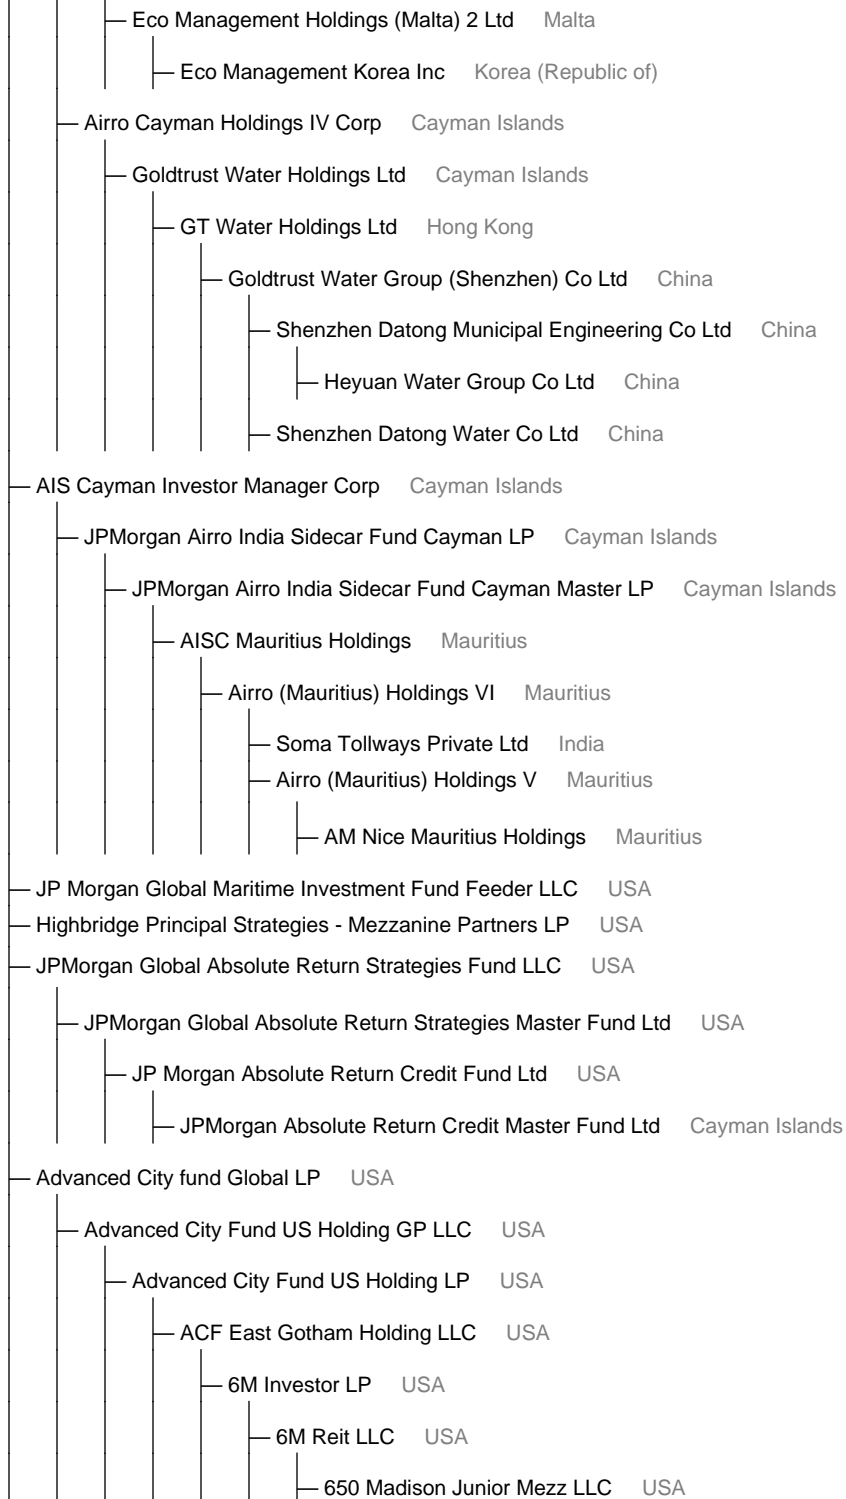 Eco Management Holdings (Malta) 2 Ltd Malta
Eco Management Korea Inc Korea (Republic of)
Airro Cayman Holdings IV Corp Cayman Islands
Goldtrust Water Holdings Ltd Cayman Islands
GT Water Holdings Ltd Hong Kong
Goldtrust Water Group (Shenzhen) Co Ltd China
Shenzhen Datong Municipal Engineering Co Ltd China
Heyuan Water Group Co Ltd China
Shenzhen Datong Water Co Ltd China
AIS Cayman Investor Manager Corp Cayman Islands
JPMorgan Airro India Sidecar Fund Cayman LP Cayman Islands
JPMorgan Airro India Sidecar Fund Cayman Master LP Cayman Islands
AISC Mauritius Holdings Mauritius
Airro (Mauritius) Holdings VI Mauritius
Soma Tollways Private Ltd India
Airro (Mauritius) Holdings V Mauritius
AM Nice Mauritius Holdings Mauritius
JP Morgan Global Maritime Investment Fund Feeder LLC USA
Highbridge Principal Strategies - Mezzanine Partners LP USA
JPMorgan Global Absolute Return Strategies Fund LLC USA
JPMorgan Global Absolute Return Strategies Master Fund Ltd USA
JP Morgan Absolute Return Credit Fund Ltd USA
JPMorgan Absolute Return Credit Master Fund Ltd Cayman Islands
Advanced City fund Global LP USA
Advanced City Fund US Holding GP LLC USA
Advanced City Fund US Holding LP USA
ACF East Gotham Holding LLC USA
6M Investor LP USA
6M Reit LLC USA
650 Madison Junior Mezz LLC USA